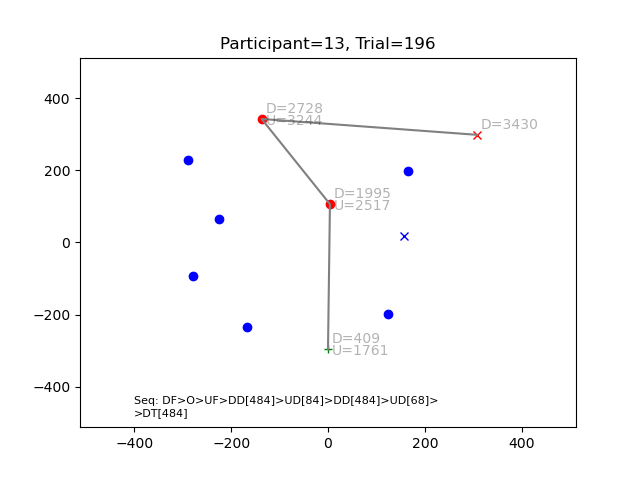 Participant=13, Trial=196
D=2728
U=3244
D=3430
D=1995
U=2517
D=409
U=1761
Seq: DF>O>UF>DD[484]>UD[84]>DD[484]>UD[68]>
>DT[484]
400
200
0
−200
−400
−400
−200
0
200
400